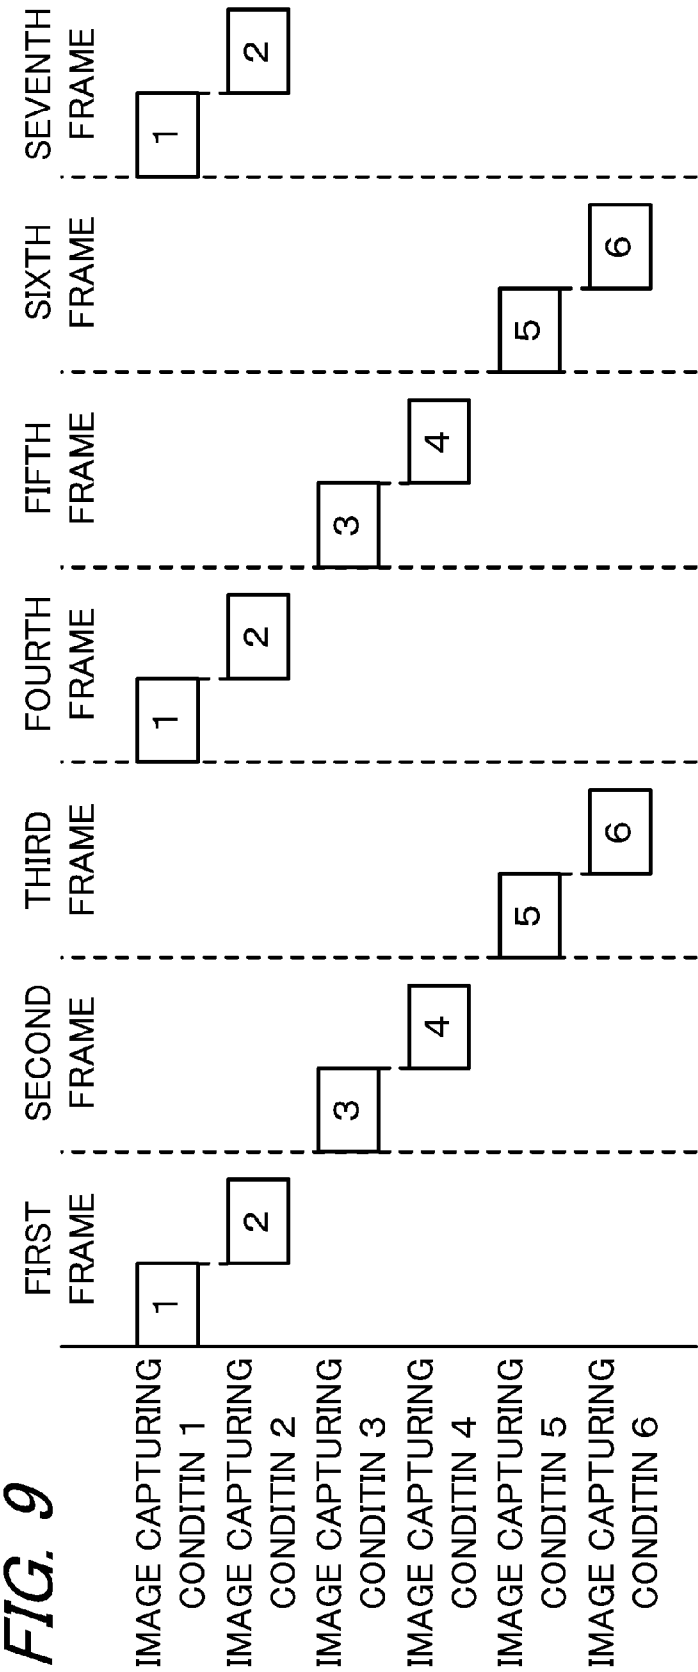 FIG. 9
FIRST
FRAME
SECOND
FRAME
THIRD
FRAME
FOURTH
FRAME
FIFTH
FRAME
SIXTH
FRAME
SEVENTH
FRAME
IMAGE CAPTURING
CONDITIN 1
1
1
1
IMAGE CAPTURING
CONDITIN 2
2
2
2
IMAGE CAPTURING
CONDITIN 3
3
3
IMAGE CAPTURING
CONDITIN 4
4
4
IMAGE CAPTURING
CONDITIN 5
5
5
IMAGE CAPTURING
CONDITIN 6
6
6